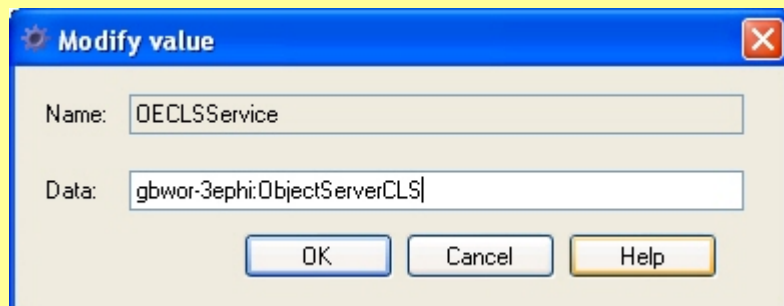 Modify value
Name: OECLSService
Data: gbwor-3ephi:ObjectServerCLS
OK Cancel Help